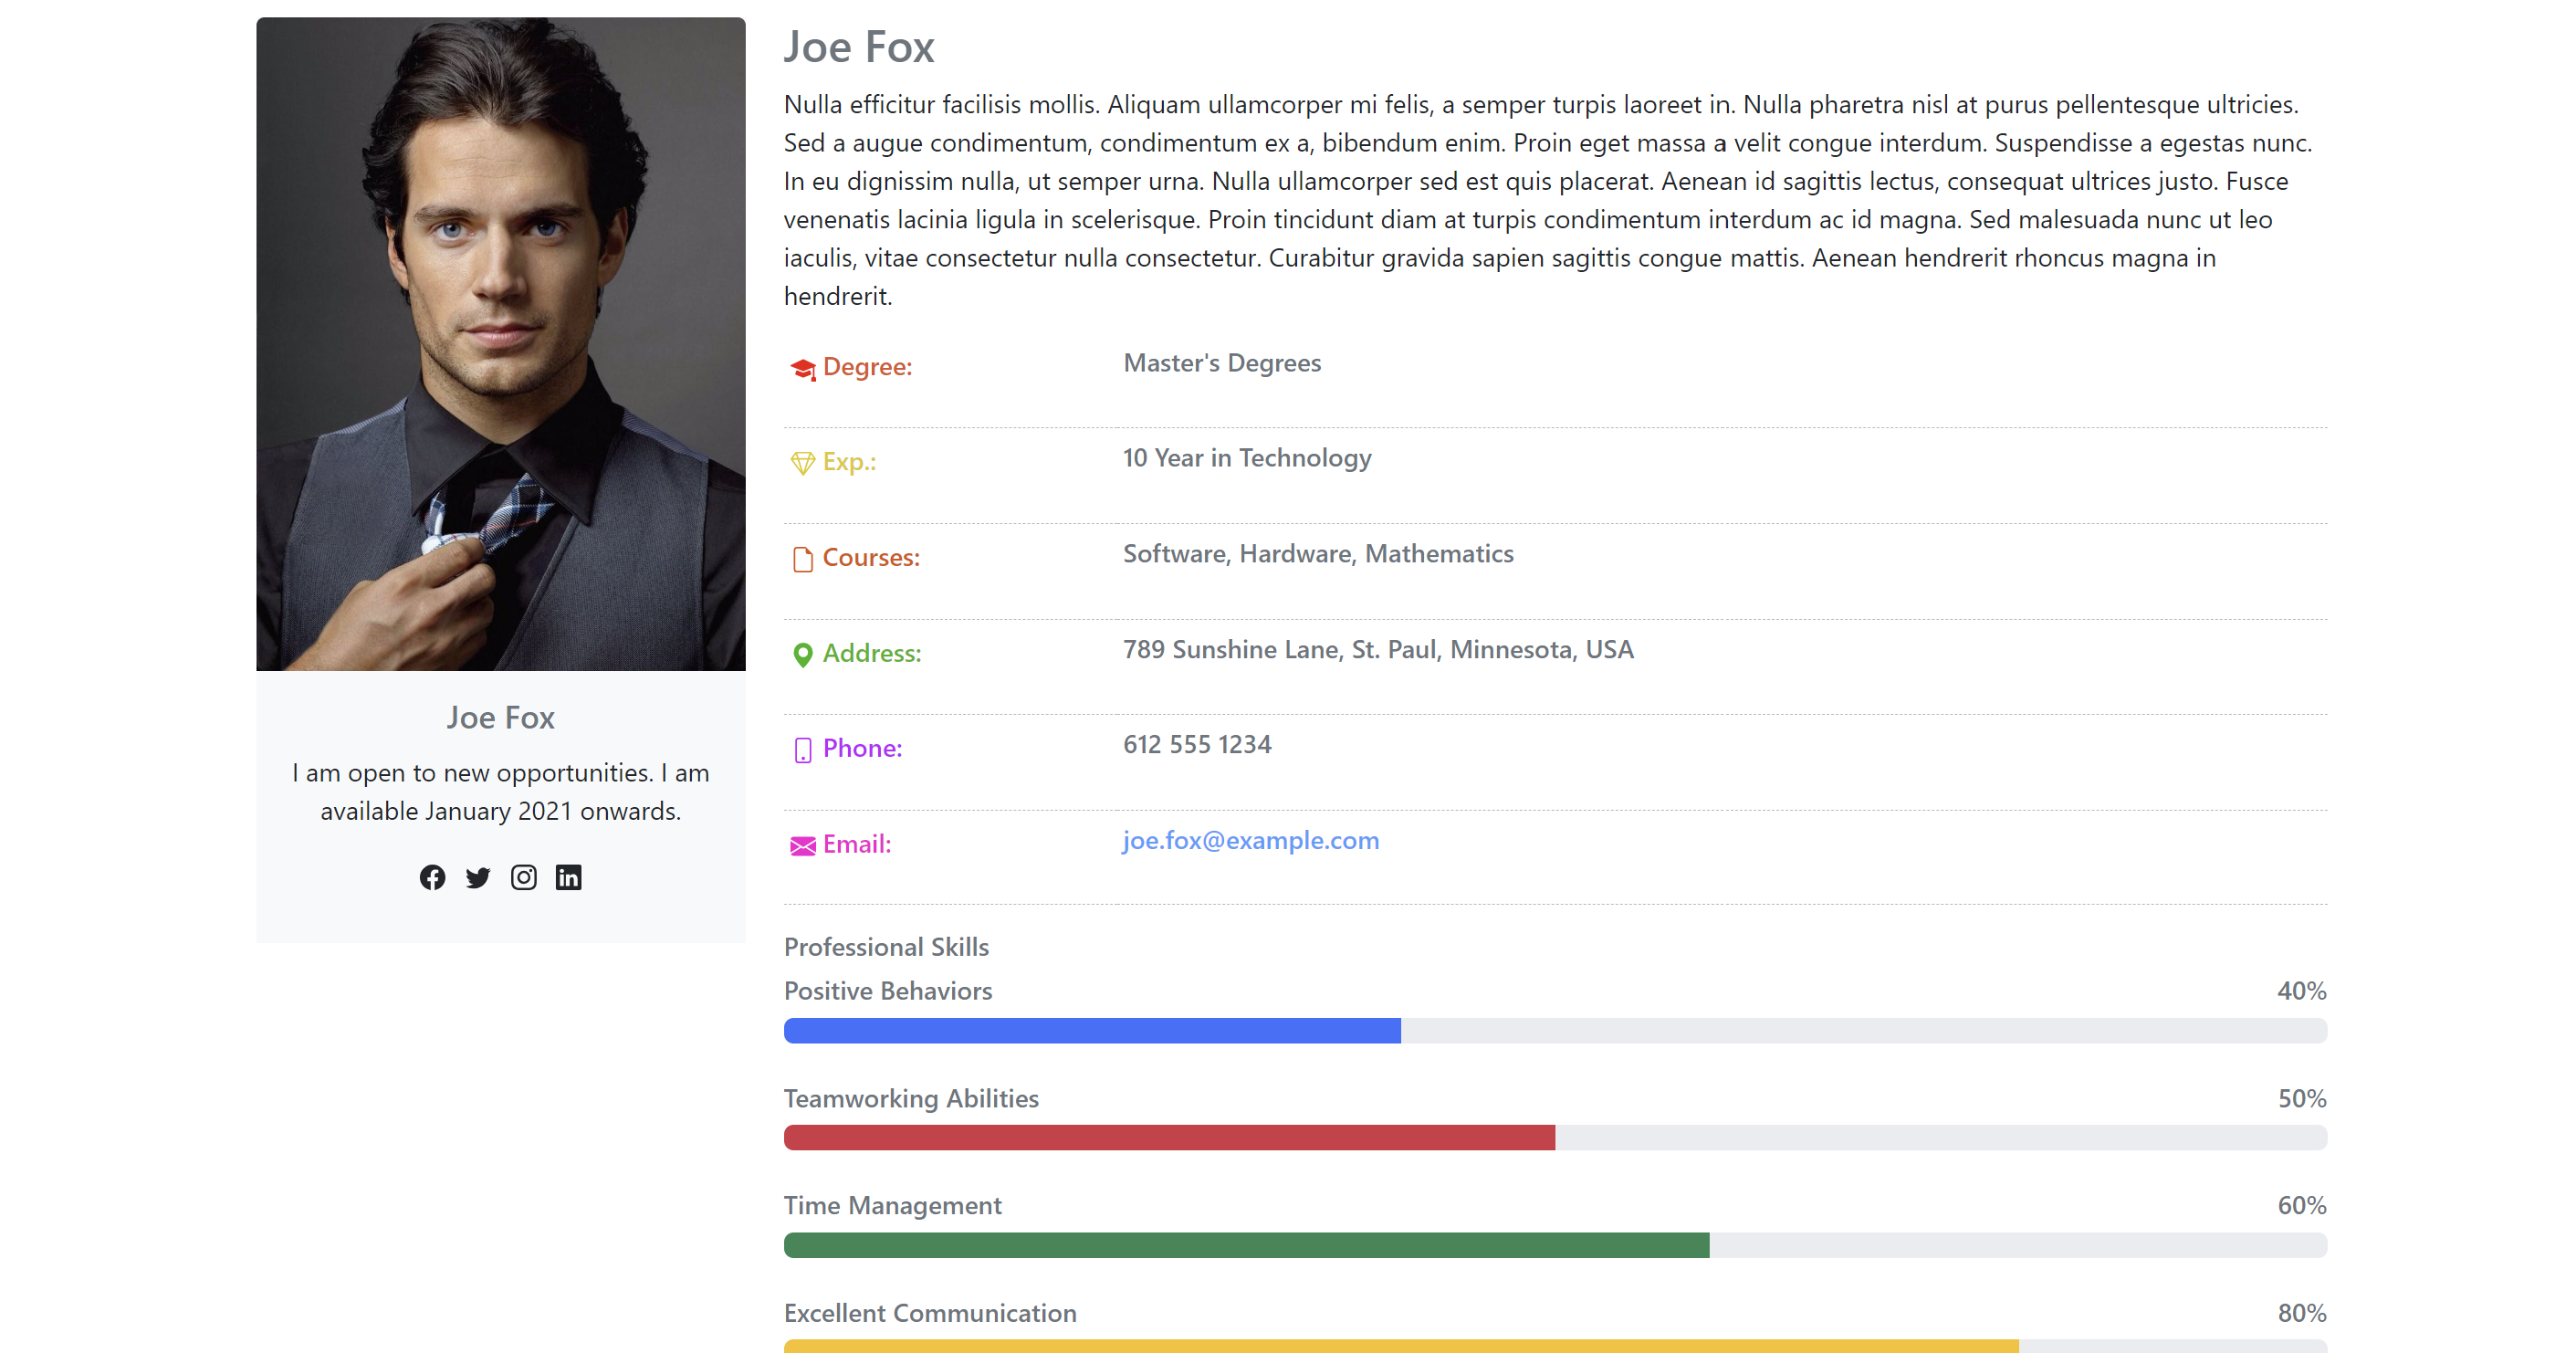 Joe Fox
I am open to new opportunities. I am
available January 2021 onwards.
Joe Fox
Nulla efficitur facilisis mollis. Aliquam ullamcorper mi felis, a semper turpis laoreet in. Nulla pharetra nisl at purus pellentesque ultricies.
Sed a augue condimentum, condimentum ex a, bibendum enim. Proin eget massa a velit congue interdum. Suspendisse a egestas nunc.
In eu dignissim nulla, ut semper urna. Nulla ullamcorper sed est quis placerat. Aenean id sagittis lectus, consequat ultrices justo. Fusce
venenatis lacinia ligula in scelerisque. Proin tincidunt diam at turpis condimentum interdum ac id magna. Sed malesuada nunc ut leo
iaculis, vitae consectetur nulla consectetur. Curabitur gravida sapien sagittis congue mattis. Aenean hendrerit rhoncus magna in
hendrerit.
Degree: Master's Degrees
Exp.: 10 Year in Technology
Courses: Software, Hardware, Mathematics
Address: 789 Sunshine Lane, St. Paul, Minnesota, USA
Phone: 612 555 1234
Email: joe.fox@example.com
Professional Skills
Positive Behaviors 40%
Teamworking Abilities 50%
Time Management 60%
Excellent Communication 80%